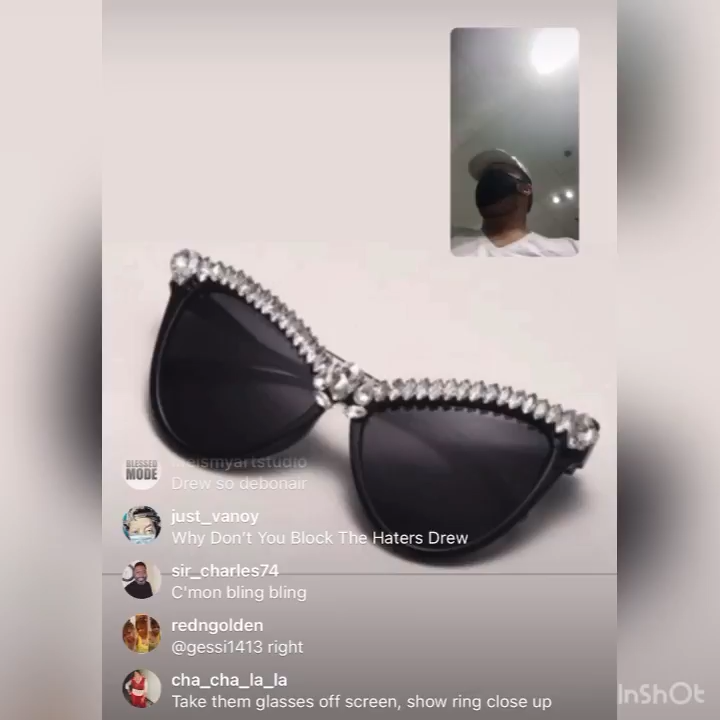 BLESSED
MODE
meismyartstudio
Drew so debonair
just_vanoy
Why Don't You Block The Haters Drew
sir_charles74
C'mon bling bling
redngolden
@gessi1413 right
cha_cha_la_la
Take them glasses off screen, show ring close up
InShOt